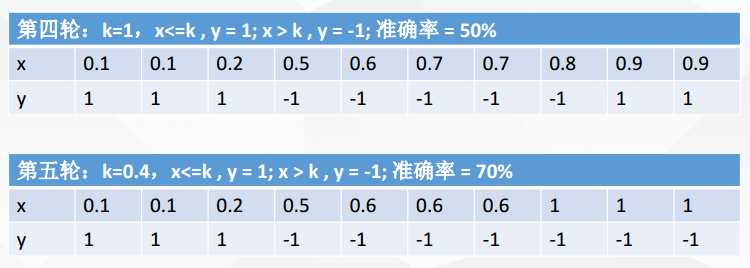 第四轮：k=1，x<=k , y = 1; x > k , y = -1; 准确率 = 50%
x 0.1 0.1 0.2 0.5 0.6 0.7 0.7 0.8 0.9 0.9
y 1 1 1 -1 -1 -1 -1 -1 1 1
第五轮：k=0.4，x<=k , y = 1; x > k , y = -1; 准确率 = 70%
x 0.1 0.1 0.2 0.5 0.6 0.6 0.6 1 1 1
y 1 1 1 -1 -1 -1 -1 -1 -1 -1